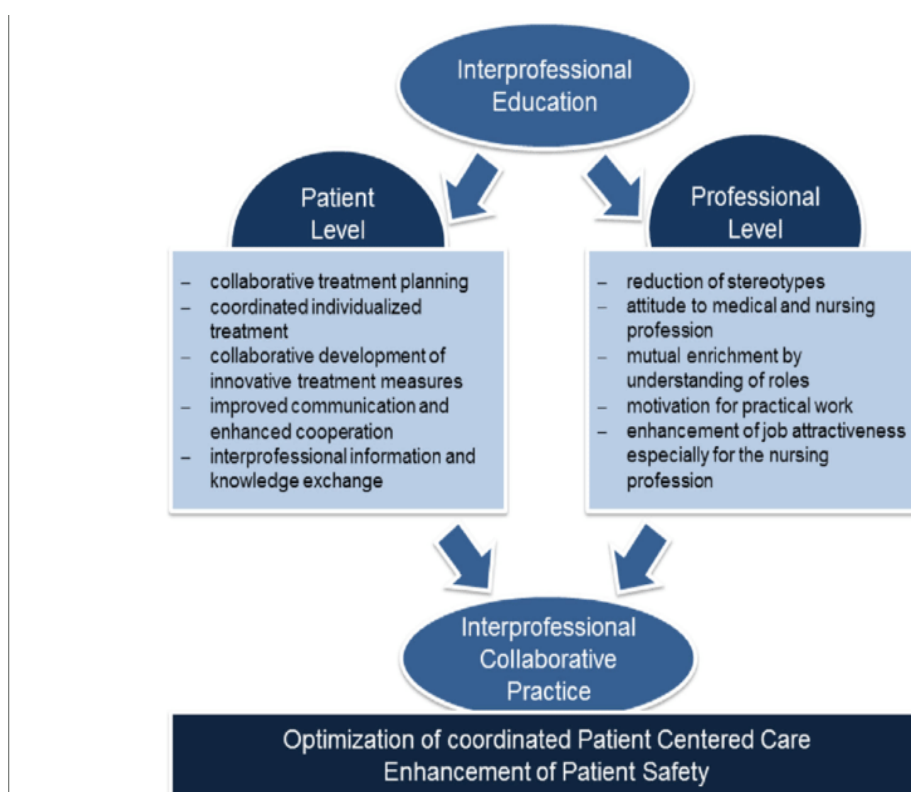 Interprofessional
Education
Patient
Level
– collaborative treatment planning
– coordinated individualized
treatment
– collaborative development of
innovative treatment measures
– improved communication and
enhanced cooperation
– interprofessional information and
knowledge exchange
Professional
Level
– reduction of stereotypes
– attitude to medical and nursing
profession
– mutual enrichment by
understanding of roles
– motivation for practical work
– enhancement of job attractiveness
especially for the nursing
profession
Interprofessional
Collaborative
Practice
Optimization of coordinated Patient Centered Care
Enhancement of Patient Safety